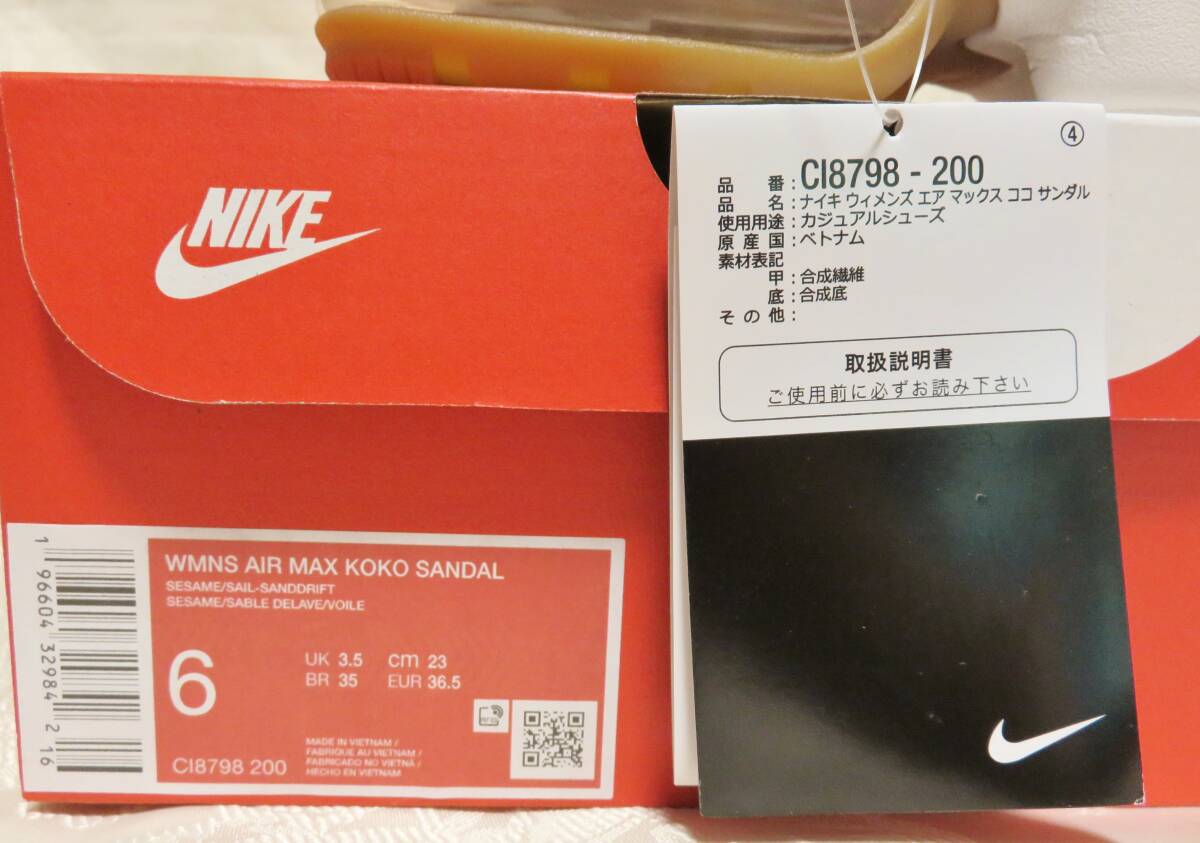 NIKE
WMNS AIR MAX KOKO SANDAL
SESAME/SAIL-SANDDRIFT
SESAME/SABLE DELAVE/VOILE
6
UK 3.5 cm 23
BR 35 EUR 36.5
MADE IN VIETNAM /
FABRIQUE AU VIETNAM /
FABRICADO NO VIETNÃ /
HECHO EN VIETNAM
CI8798 200
1 96604 32984 2 16
④
品番:CI8798 - 200
品名:ナイキ ウィメンズ エア マックス ココ サンダル
使用用途:カジュアルシューズ
原産国:ベトナム
素材表記
甲:合成繊維
底:合成底
その他:
取扱説明書
ご使用前に必ずお読み下さい